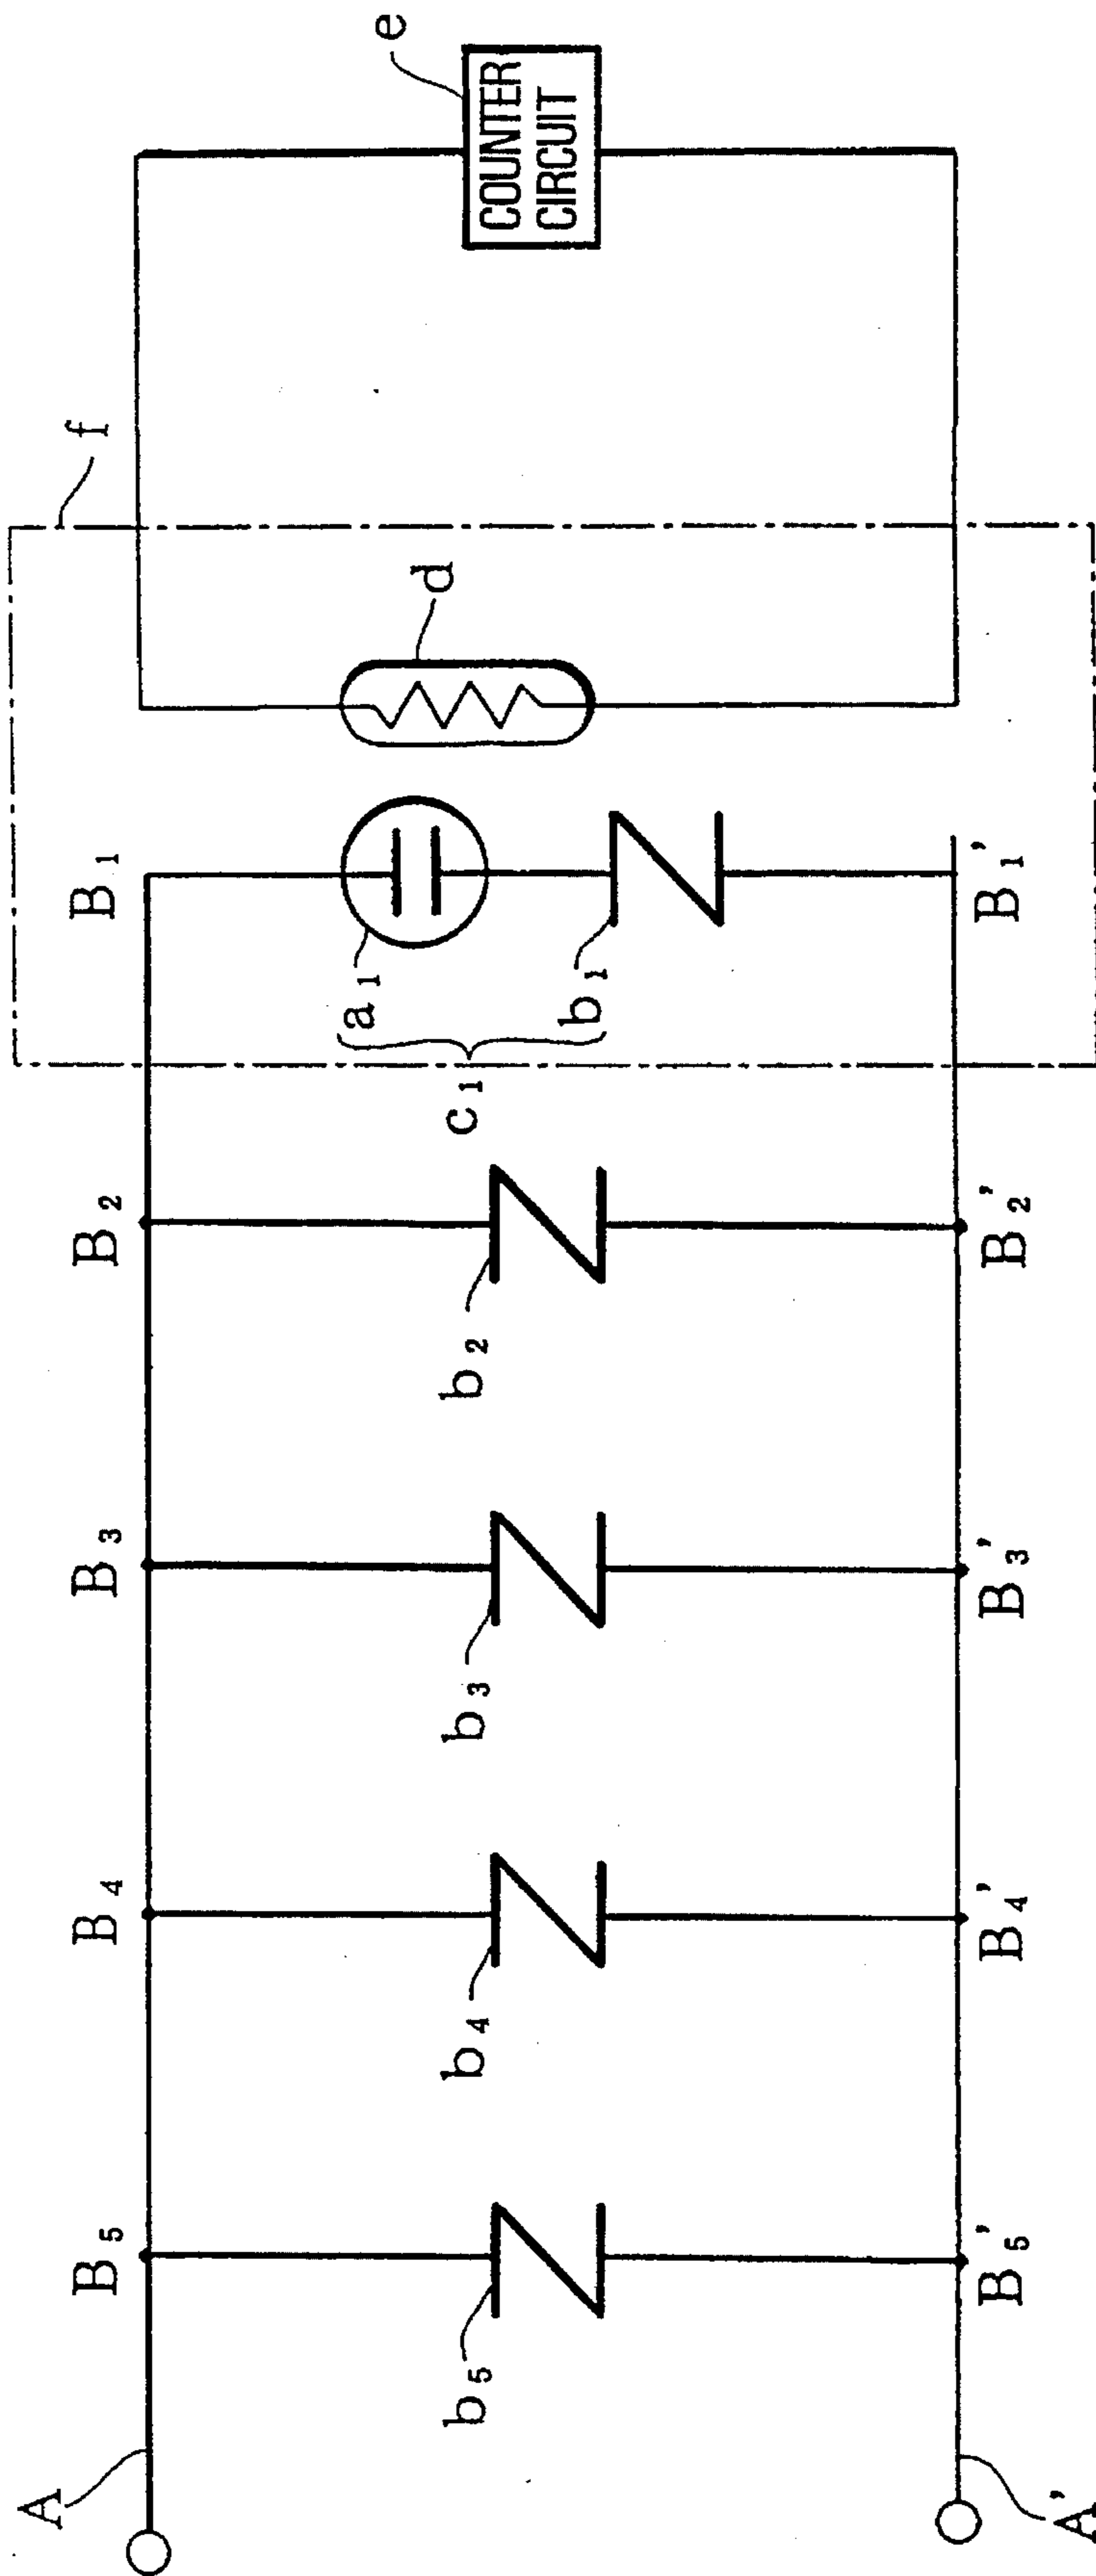 A
B₅
B₄
B₃
B₂
B₁
f
e
COUNTER
CIRCUIT
d
a₁
b₁
c₁
b₂
b₃
b₄
b₅
A'
B₅'
B₄'
B₃'
B₂'
B₁'